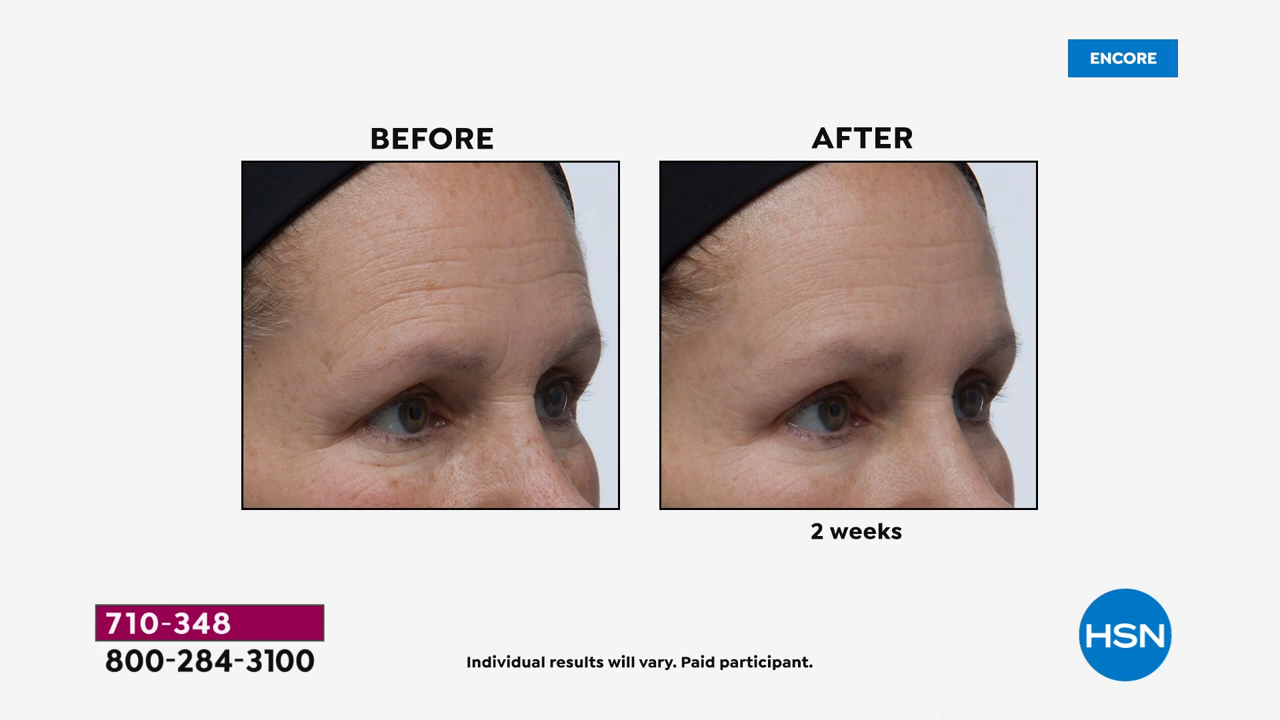 ENCORE
BEFORE
AFTER
2 weeks
710-348
800-284-3100
Individual results will vary. Paid participant.
HSN